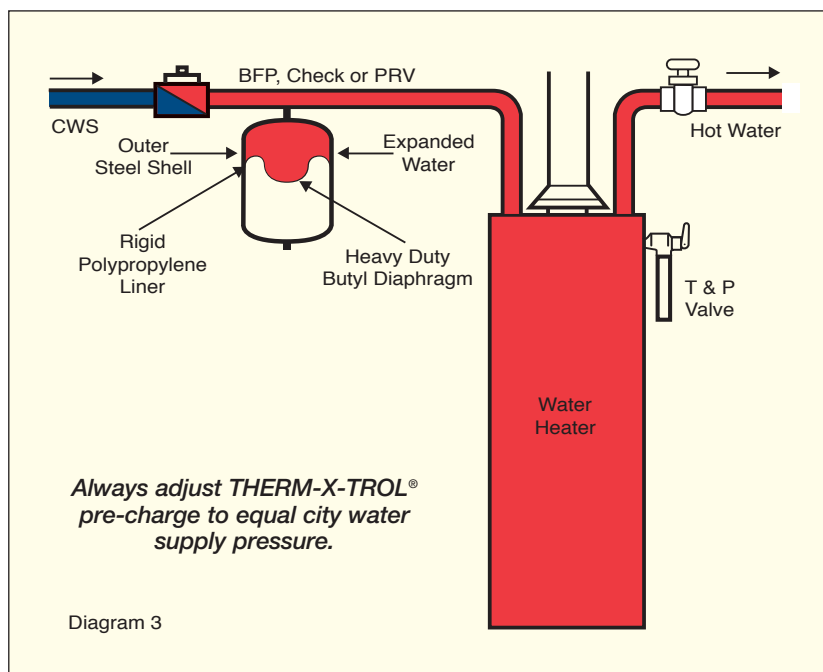 BFP, Check or PRV
CWS
Hot Water
Outer
Steel Shell
Expanded
Water
Rigid
Polypropylene
Liner
Heavy Duty
Butyl Diaphragm
T & P
Valve
Water
Heater
Always adjust THERM-X-TROL®
pre-charge to equal city water
supply pressure.
Diagram 3